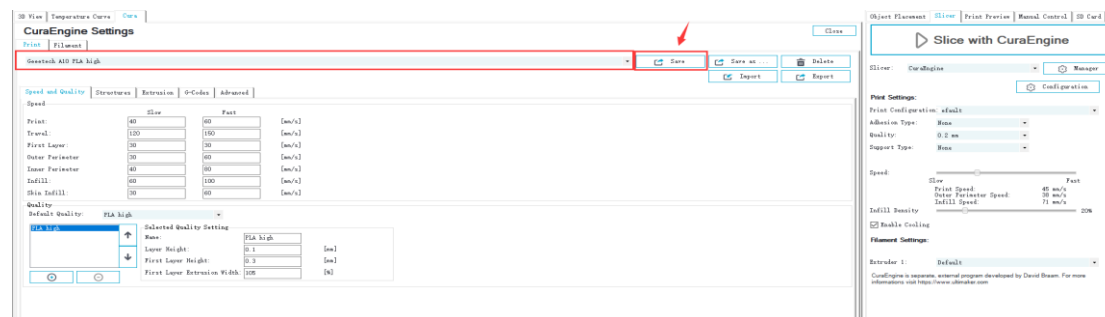 3D View Temperature Curve Cura
CuraEngine Settings
Close
Print Filament
Geeetech A10 PLA high
Save
Save as ...
Delete
Import
Export
Speed and Quality Structures Extrusion G-Codes Advanced
Speed
Slow Fast
Print: 40 60 [mm/s]
Travel: 120 150 [mm/s]
First Layer: 30 30 [mm/s]
Outer Perimeter 30 60 [mm/s]
Inner Perimeter 40 80 [mm/s]
Infill: 60 100 [mm/s]
Skin Infill: 30 60 [mm/s]
Quality
Default Quality: PLA high
PLA high
Selected Quality Setting
Name: PLA high
Layer Height: 0.1 [mm]
First Layer Height: 0.3 [mm]
First Layer Extrusion Width: 105 [%]
Object Placement Slicer Print Preview Manual Control SD Card
Slice with CuraEngine
Slicer: CuraEngine Manager
Configuration
Print Settings:
Print Configuration: efault
Adhesion Type: None
Quality: 0.2 mm
Support Type: None
Speed:
Slow Fast
Print Speed: 45 mm/s
Outer Perimeter Speed: 38 mm/s
Infill Speed: 71 mm/s
Infill Density 20%
Enable Cooling
Filament Settings:
Extruder 1: Default
CuraEngine is separate, external program developed by David Braam. For more
informations visit https://www.ultimaker.com